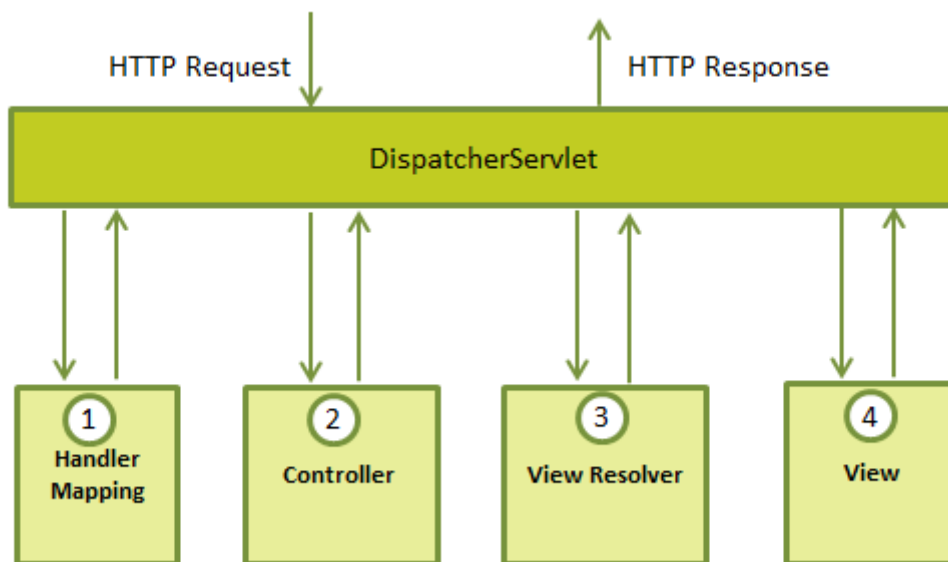 HTTP Request
HTTP Response
DispatcherServlet
1
Handler
Mapping
2
Controller
3
View Resolver
4
View